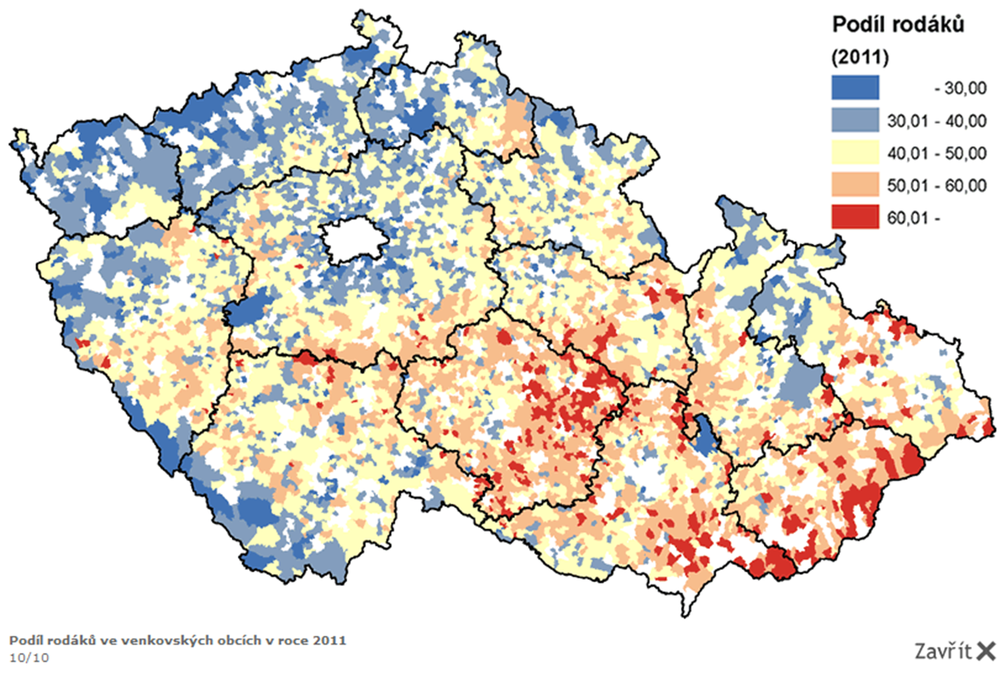 Podíl rodáků
(2011)
- 30,00
30,01 - 40,00
40,01 - 50,00
50,01 - 60,00
60,01 -
Podíl rodáků ve venkovských obcích v roce 2011
10/10
Zavřít